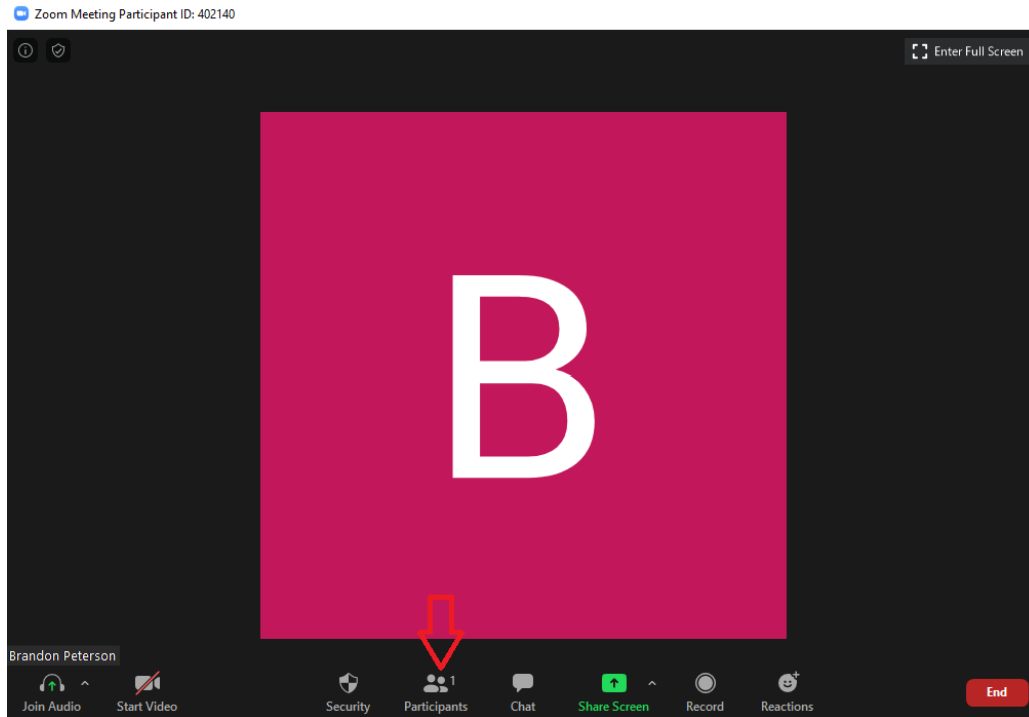 Zoom Meeting Participant ID: 402140
Enter Full Screen
B
Brandon Peterson
1
Join Audio Start Video Security Participants Chat Share Screen Record Reactions End